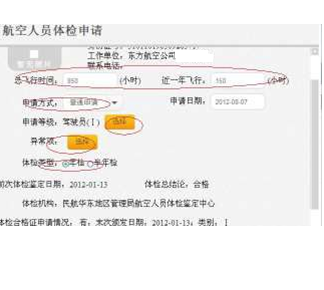 航空人员体检申请
工作单位，东方航空公司
联系电话，
总飞行时间， 850 (小时) 近一年飞行， 150 (小时)
申请方式， 普通申请 申请日期， 2012-08-07
申请等级，驾驶员(Ⅰ) 选择
异常项， 选择
体检类型，年检 半年检
前次体检鉴定日期，2012-01-13 体检总结论，合格
体检机构，民航华东地区管理局航空人员体检鉴定中心
体检合格证申请情况，有，末次颁发日期，2012-01-13，类别，Ⅰ